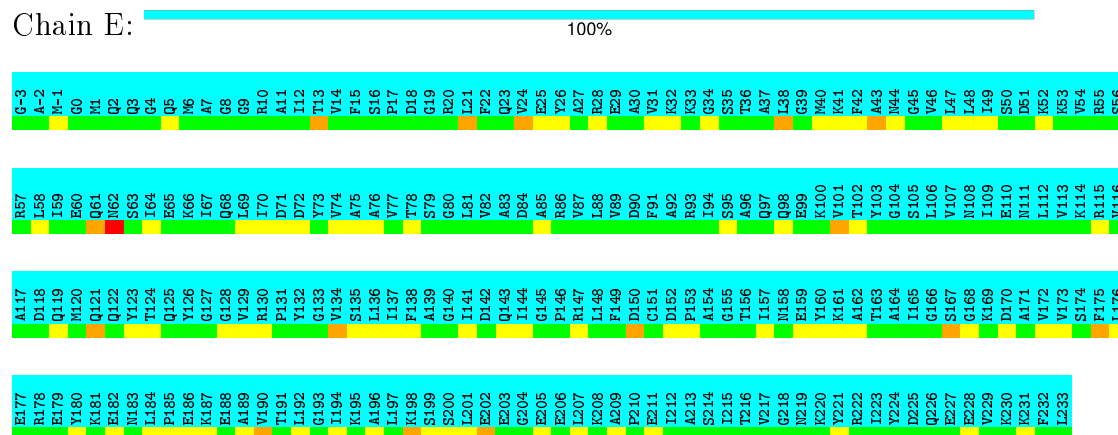 Chain E:
100%
G-3 A-2 M-1 G0 M1 Q2 Q3 G4 Q5 M6 A7 G8 G9 R10 A11 I12 T13 V14 F15 S16 P17 D18 G19 R20 L21 F22 Q23 V24 E25 Y26 A27 R28 E29 A30 V31 K32 K33 G34 S35 T36 A37 L38 G39 M40 K41 F42 A43 N44 G45 V46 L47 L48 I49 S50 D51 K52 K53 V54 R55 S56
R57 L58 I59 E60 Q61 N62 S63 I64 E65 K66 I67 Q68 L69 I70 D71 D72 Y73 V74 A75 A76 V77 T78 S79 G80 L81 V82 A83 D84 A85 R86 V87 L88 V89 D90 F91 A92 R93 I94 S95 A96 Q97 Q98 E99 K100 V101 T102 Y103 G104 S105 L106 V107 N108 I109 E110 N111 L112 V113 K114 R115
A117 D118 Q119 M120 Q121 Q122 Y123 T124 Q125 Y126 G127 G128 V129 R130 P131 Y132 G133 V134 S135 L136 I137 F138 A139 G140 I141 D142 Q143 I144 G145 P146 R147 L148 F149 D150 C151 D152 P153 A154 G155 T156 I157 N158 E159 Y160 K161 A162 T163 A164 I165 G166 S167 G168 K169 D170 A171 V172 V173 S174 F175 L176
E177 R178 E179 Y180 K181 E182 N183 L184 P185 E186 K187 E188 A189 V190 T191 L192 G193 I194 K195 A196 L197 K198 S199 S200 L201 E202 E203 G204 E205 E206 L207 K208 A209 P210 E211 I212 A213 S214 I215 T216 V217 G218 N219 K220 Y221 R222 I223 Y224 D225 Q226 E227 E228 V229 K230 K231 F232 L233